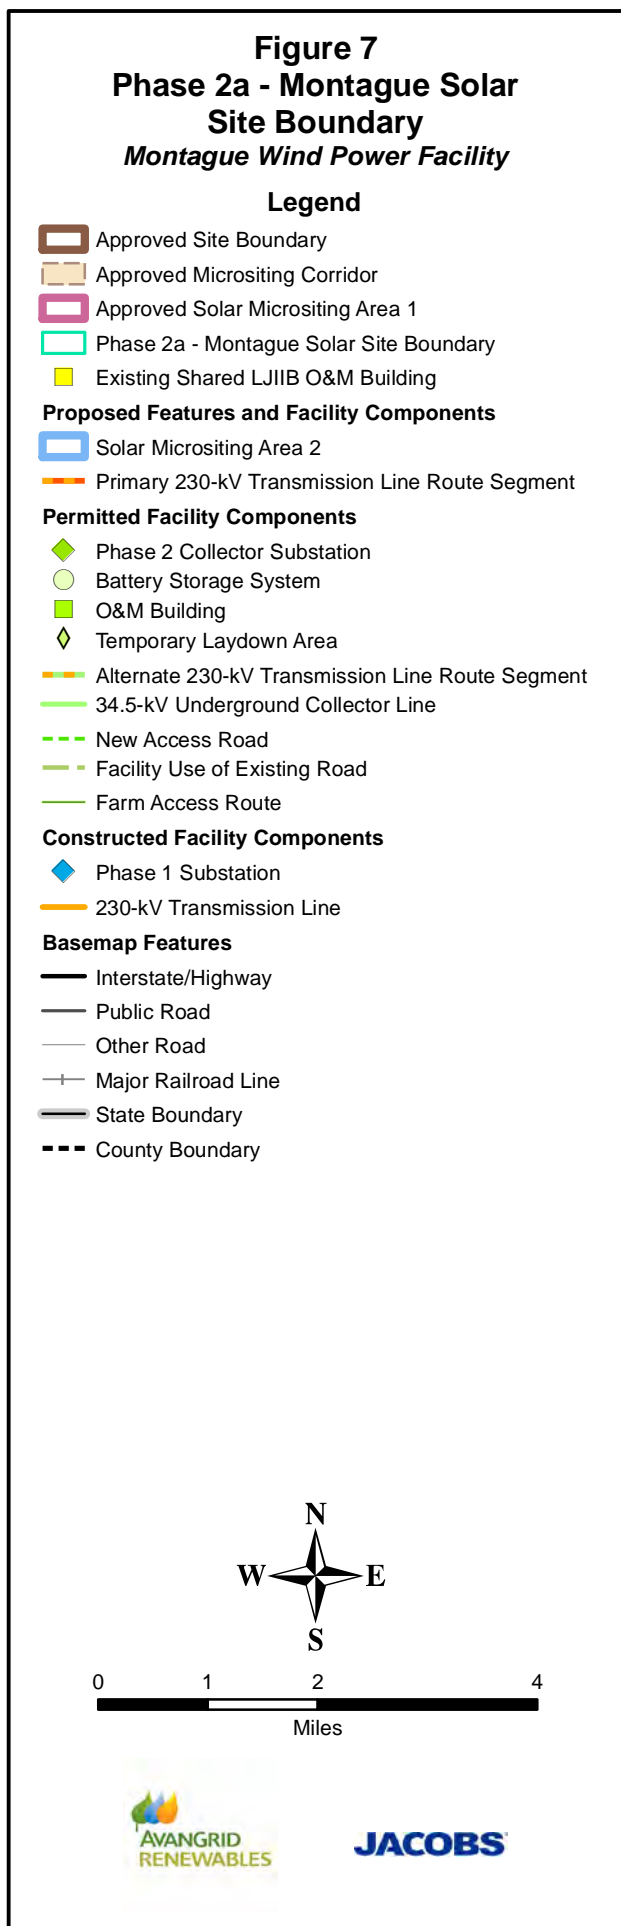 Figure 7
Phase 2a - Montague Solar
Site Boundary
Montague Wind Power Facility
Legend
Approved Site Boundary
Approved Micrositing Corridor
Approved Solar Micrositing Area 1
Phase 2a - Montague Solar Site Boundary
Existing Shared LJIIB O&M Building
Proposed Features and Facility Components
Solar Micrositing Area 2
Primary 230-kV Transmission Line Route Segment
Permitted Facility Components
Phase 2 Collector Substation
Battery Storage System
O&M Building
Temporary Laydown Area
Alternate 230-kV Transmission Line Route Segment
34.5-kV Underground Collector Line
New Access Road
Facility Use of Existing Road
Farm Access Route
Constructed Facility Components
Phase 1 Substation
230-kV Transmission Line
Basemap Features
Interstate/Highway
Public Road
Other Road
Major Railroad Line
State Boundary
County Boundary
N
W E
S
0 1 2 4
Miles
AVANGRID
RENEWABLES
JACOBS